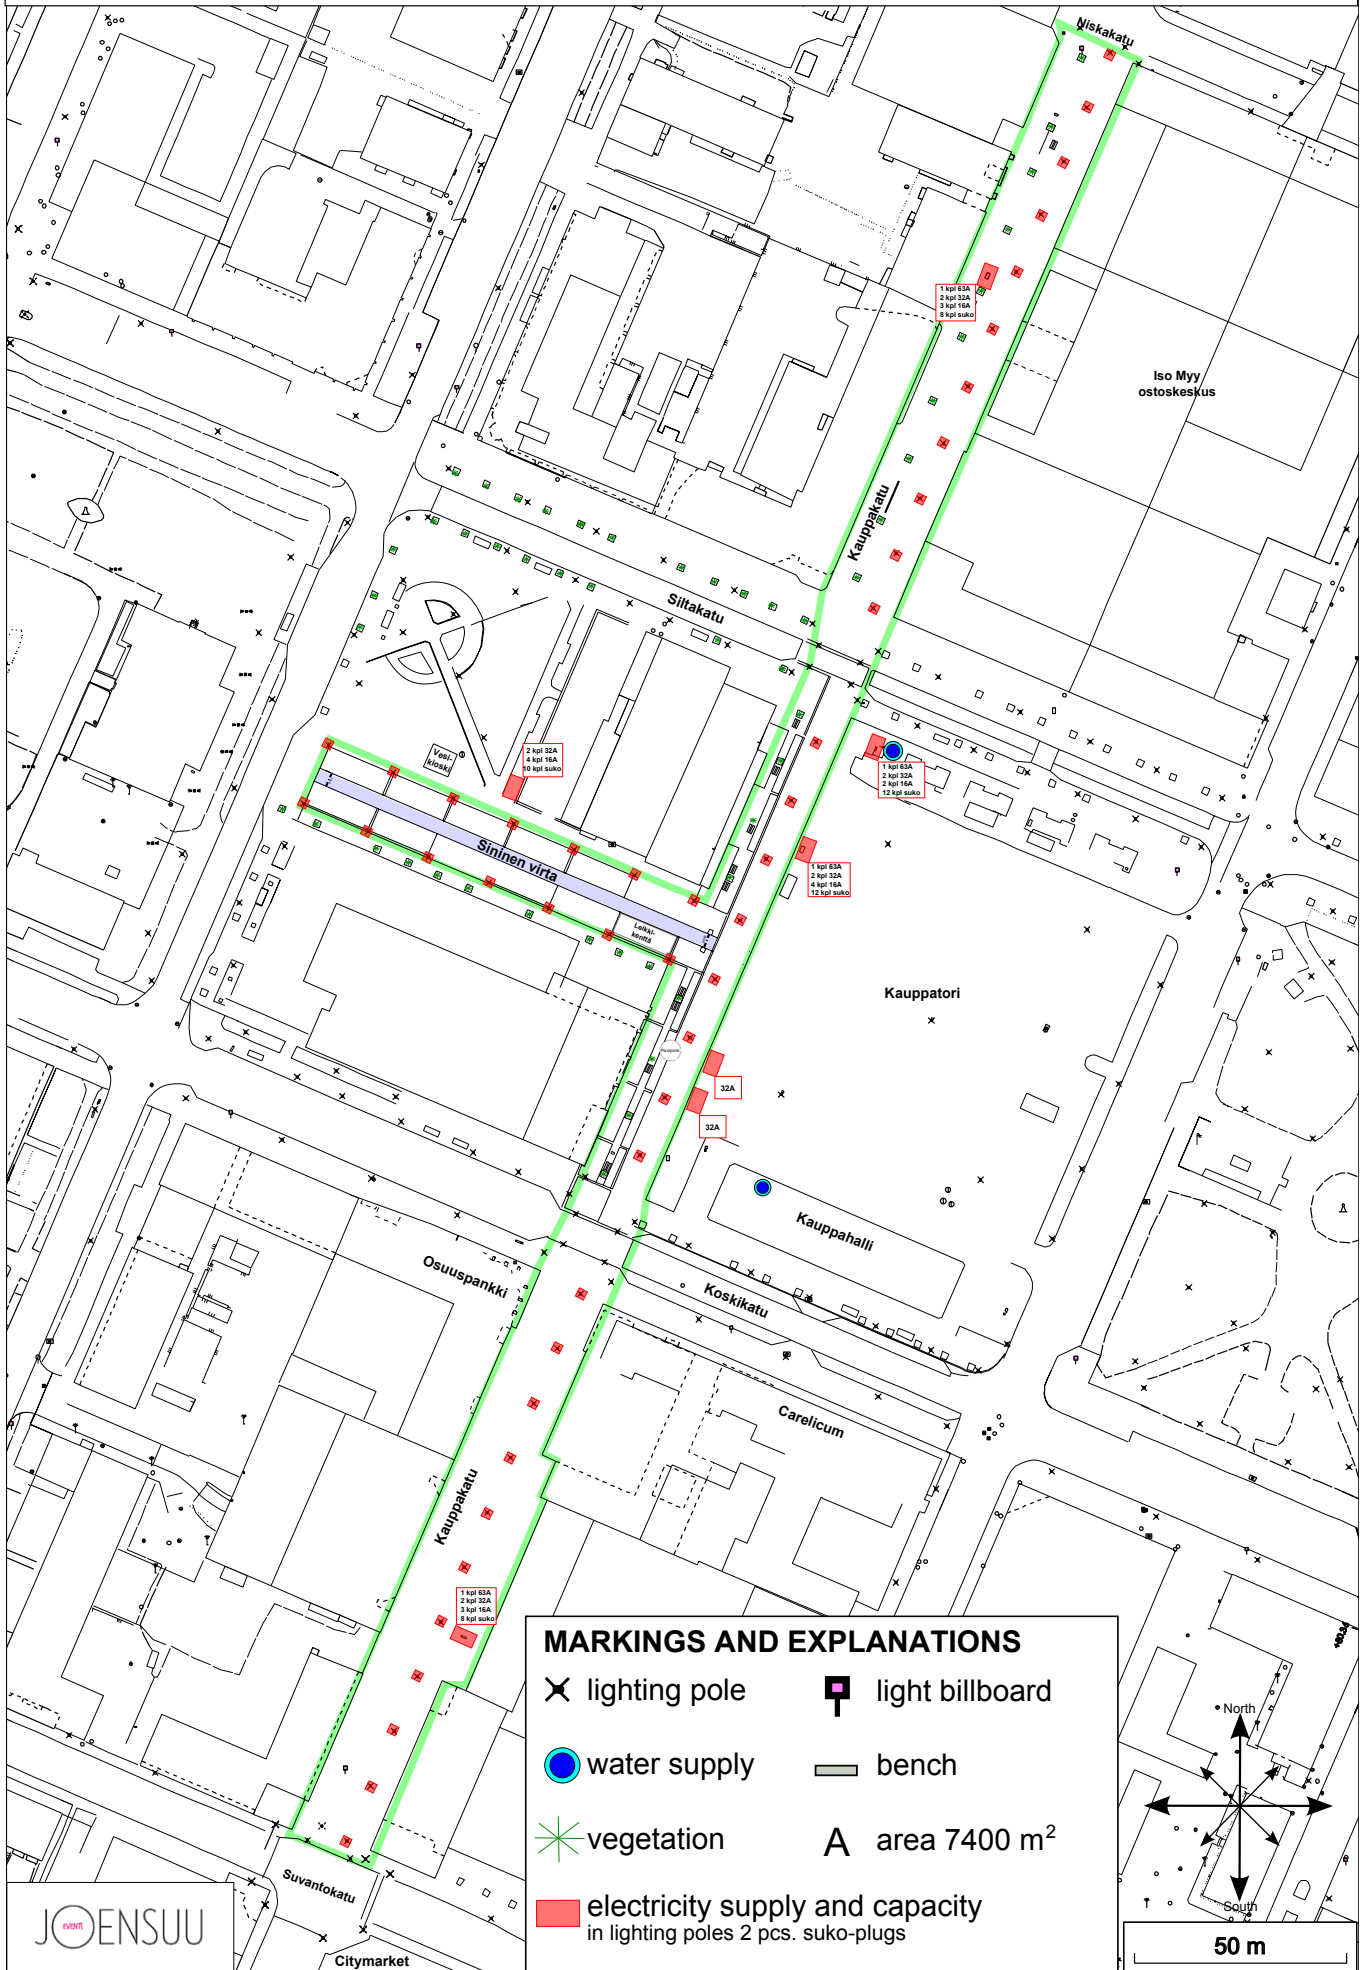 Niskakatu
1 kpl 63A
2 kpl 32A
3 kpl 16A
8 kpl suko
Iso Myy
ostoskeskus
Kauppakatu
Siltakatu
Vesi-
kioski
2 kpl 32A
4 kpl 16A
10 kpl suko
1 kpl 63A
2 kpl 32A
2 kpl 16A
12 kpl suko
Sininen virta
1 kpl 63A
2 kpl 32A
4 kpl 16A
12 kpl suko
Leikki-
kenttä
Kauppatori
32A
32A
Kauppahalli
Osuuspankki
Koskikatu
Carelicum
Kauppakatu
1 kpl 63A
2 kpl 32A
3 kpl 16A
8 kpl suko
MARKINGS AND EXPLANATIONS
lighting pole
light billboard
water supply
bench
vegetation
A area 7400 m²
electricity supply and capacity
in lighting poles 2 pcs. suko-plugs
North
South
50 m
Suvantokatu
Citymarket
JOENSUU
EVENTS